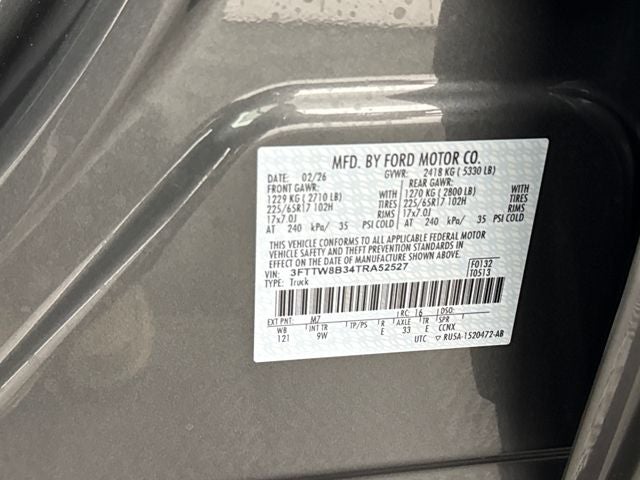 MFD. BY FORD MOTOR CO.
DATE: 02/26 GVWR: 2418 KG ( 5330 LB)
FRONT GAWR: REAR GAWR:
1229 KG ( 2710 LB) WITH 1270 KG ( 2800 LB) WITH
225/65R17 102H TIRES 225/65R17 102H TIRES
17x7.0J RIMS 17x7.0J RIMS
AT 240 kPa/ 35 PSI COLD AT 240 kPa/ 35 PSI COLD
THIS VEHICLE CONFORMS TO ALL APPLICABLE FEDERAL MOTOR
VEHICLE SAFETY AND THEFT PREVENTION STANDARDS IN
EFFECT ON THE DATE OF MANUFACTURE SHOWN ABOVE.
3FTTW8B34TRA52527 F0132
TYPE: Truck T0513
EXT PNT: M7 RC: 16 DSO:
WB INT TR TP/PS R AXLE TR SPR
121 9W E 33 E CCNX
UTC ▽ RU5A-1520472-AB